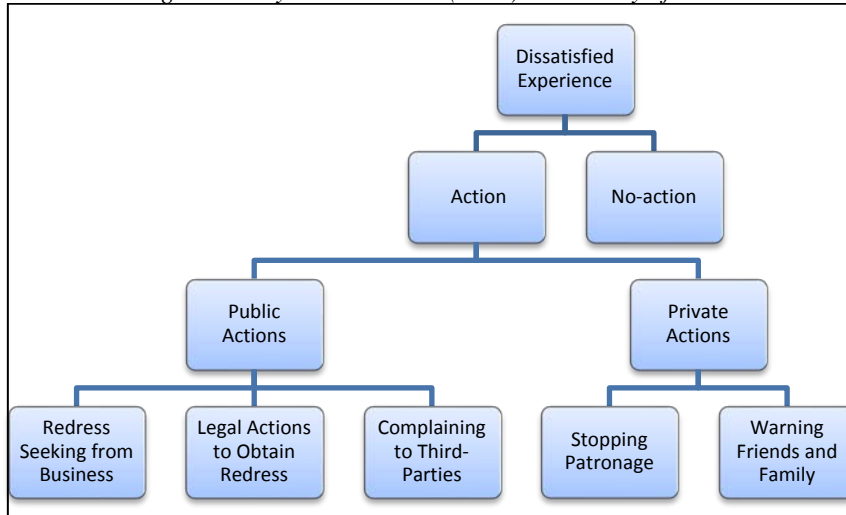 Dissatisfied
Experience
Action
No-action
Public
Actions
Private
Actions
Redress
Seeking from
Business
Legal Actions
to Obtain
Redress
Complaining
to Third-
Parties
Stopping
Patronage
Warning
Friends and
Family